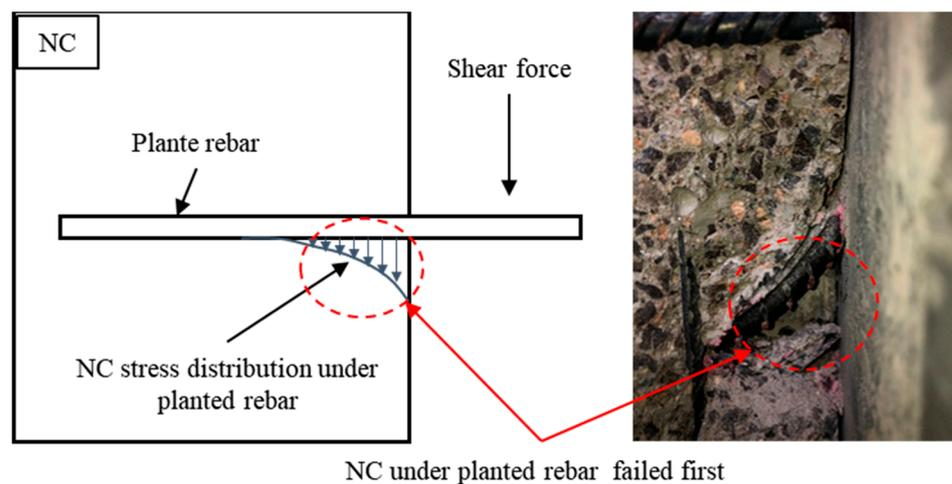 NC
Shear force
Plante rebar
NC stress distribution under
planted rebar
NC under planted rebar failed first